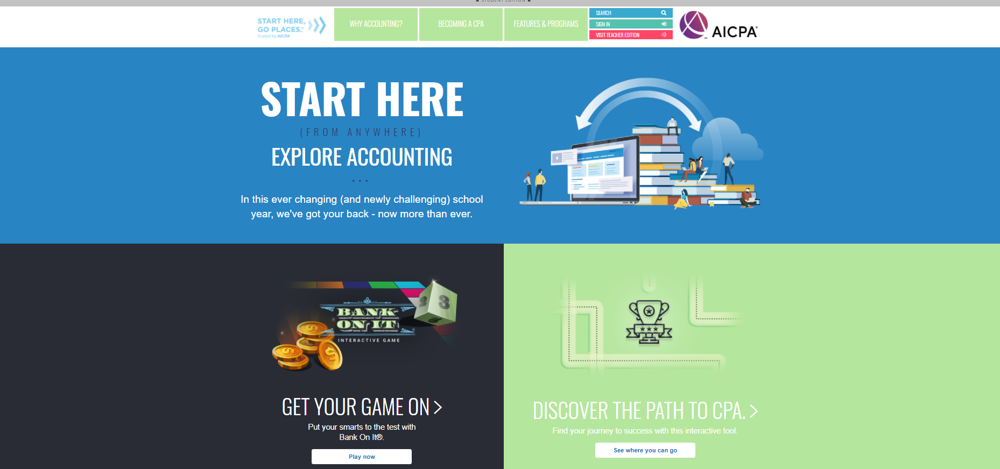 ★ STUDENT EDITION ★
START HERE,
GO PLACES.®
Fueled by AICPA
WHY ACCOUNTING?
BECOMING A CPA
FEATURES & PROGRAMS
SEARCH
SIGN IN
VISIT TEACHER EDITION
AICPA®
START HERE
(FROM ANYWHERE)
EXPLORE ACCOUNTING
...
In this ever changing (and newly challenging) school
year, we've got your back - now more than ever.
BANK
ON IT
INTERACTIVE GAME
2 3
GET YOUR GAME ON >
Put your smarts to the test with
Bank On It®.
Play now
DISCOVER THE PATH TO CPA. >
Find your journey to success with this interactive tool.
See where you can go